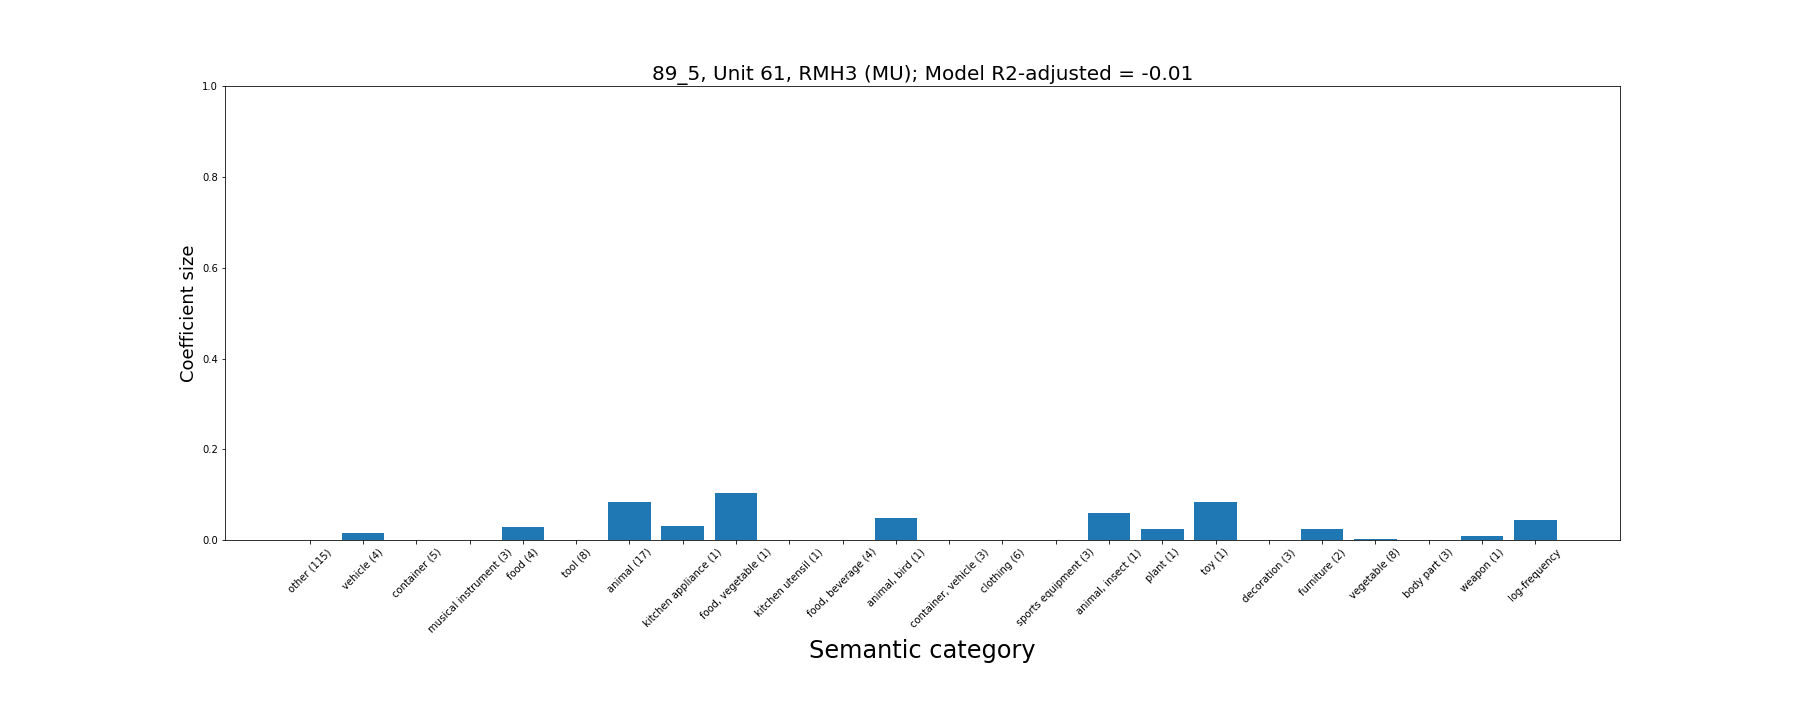 89_5, Unit 61, RMH3 (MU); Model R2-adjusted = -0.01
1.0
0.8
0.6
0.4
0.2
0.0
Coefficient size
other (115)
vehicle (4)
container (5)
musical instrument (3)
food (4)
tool (8)
animal (17)
kitchen appliance (1)
food, vegetable (1)
kitchen utensil (1)
food, beverage (4)
animal, bird (1)
container, vehicle (3)
clothing (6)
sports equipment (3)
animal, insect (1)
plant (1)
toy (1)
decoration (3)
furniture (2)
vegetable (8)
body part (3)
weapon (1)
log-frequency
Semantic category